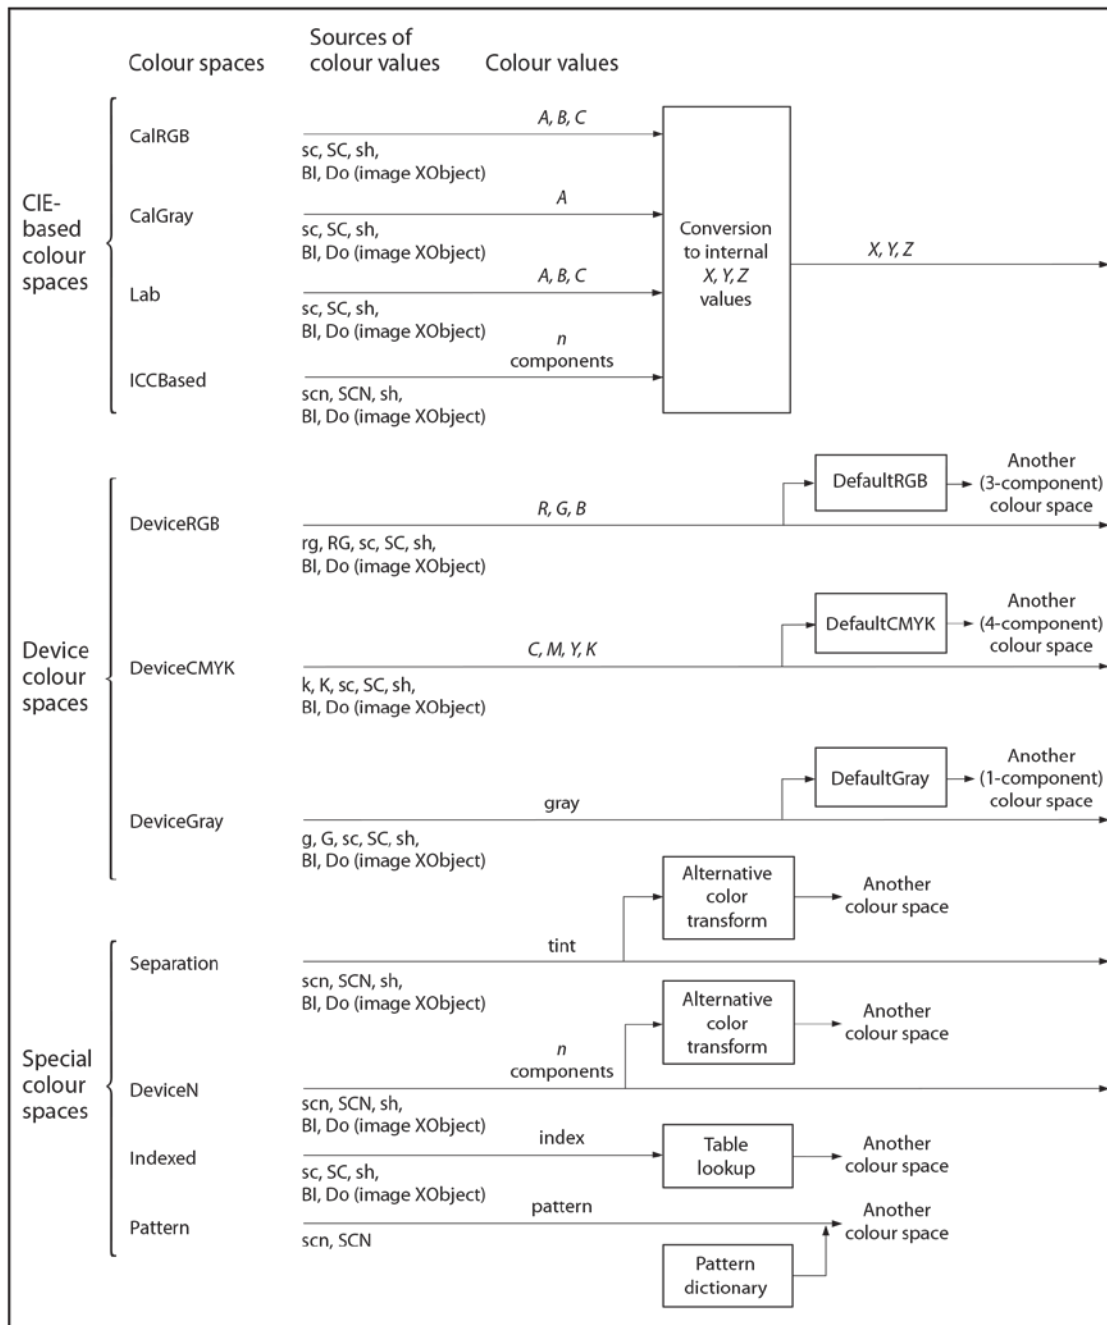 Colour spaces
Sources of
colour values
Colour values
CIE-
based
colour
spaces
CalRGB
A, B, C
sc, SC, sh,
BI, Do (image XObject)
CalGray
A
sc, SC, sh,
BI, Do (image XObject)
Lab
A, B, C
sc, SC, sh,
BI, Do (image XObject)
ICCBased
n
components
scn, SCN, sh,
BI, Do (image XObject)
Conversion
to internal
X, Y, Z
values
X, Y, Z
Device
colour
spaces
DeviceRGB
R, G, B
rg, RG, sc, SC, sh,
BI, Do (image XObject)
DefaultRGB
Another
(3-component)
colour space
DeviceCMYK
C, M, Y, K
k, K, sc, SC, sh,
BI, Do (image XObject)
DefaultCMYK
Another
(4-component)
colour space
DeviceGray
gray
g, G, sc, SC, sh,
BI, Do (image XObject)
DefaultGray
Another
(1-component)
colour space
Special
colour
spaces
Separation
tint
scn, SCN, sh,
BI, Do (image XObject)
Alternative
color
transform
Another
colour space
DeviceN
n
components
scn, SCN, sh,
BI, Do (image XObject)
Alternative
color
transform
Another
colour space
Indexed
index
sc, SC, sh,
BI, Do (image XObject)
Table
lookup
Another
colour space
Pattern
pattern
scn, SCN
Pattern
dictionary
Another
colour space